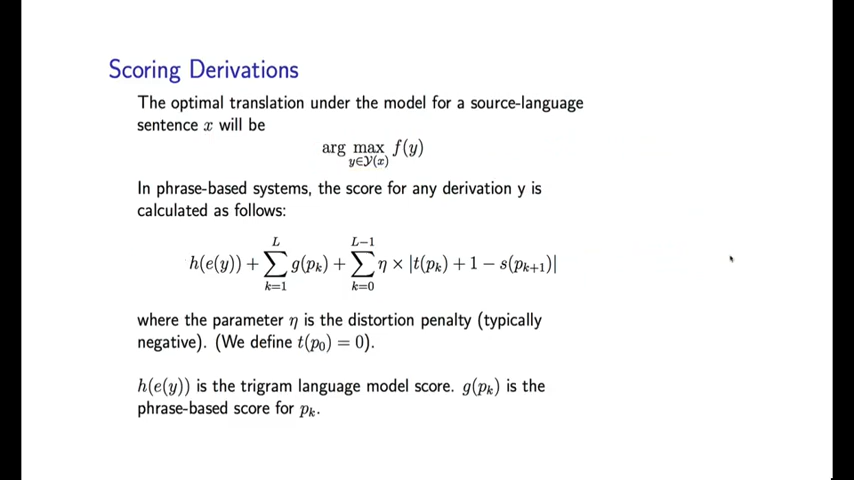 Scoring Derivations
The optimal translation under the model for a source-language
sentence x will be
arg max f(y)
y∈𝒴(x)
In phrase-based systems, the score for any derivation y is
calculated as follows:
h(e(y)) + ∑_{k=1}^{L} g(p_k) + ∑_{k=0}^{L−1} η × |t(p_k) + 1 − s(p_{k+1})|
where the parameter η is the distortion penalty (typically
negative). (We define t(p_0) = 0).
h(e(y)) is the trigram language model score. g(p_k) is the
phrase-based score for p_k.